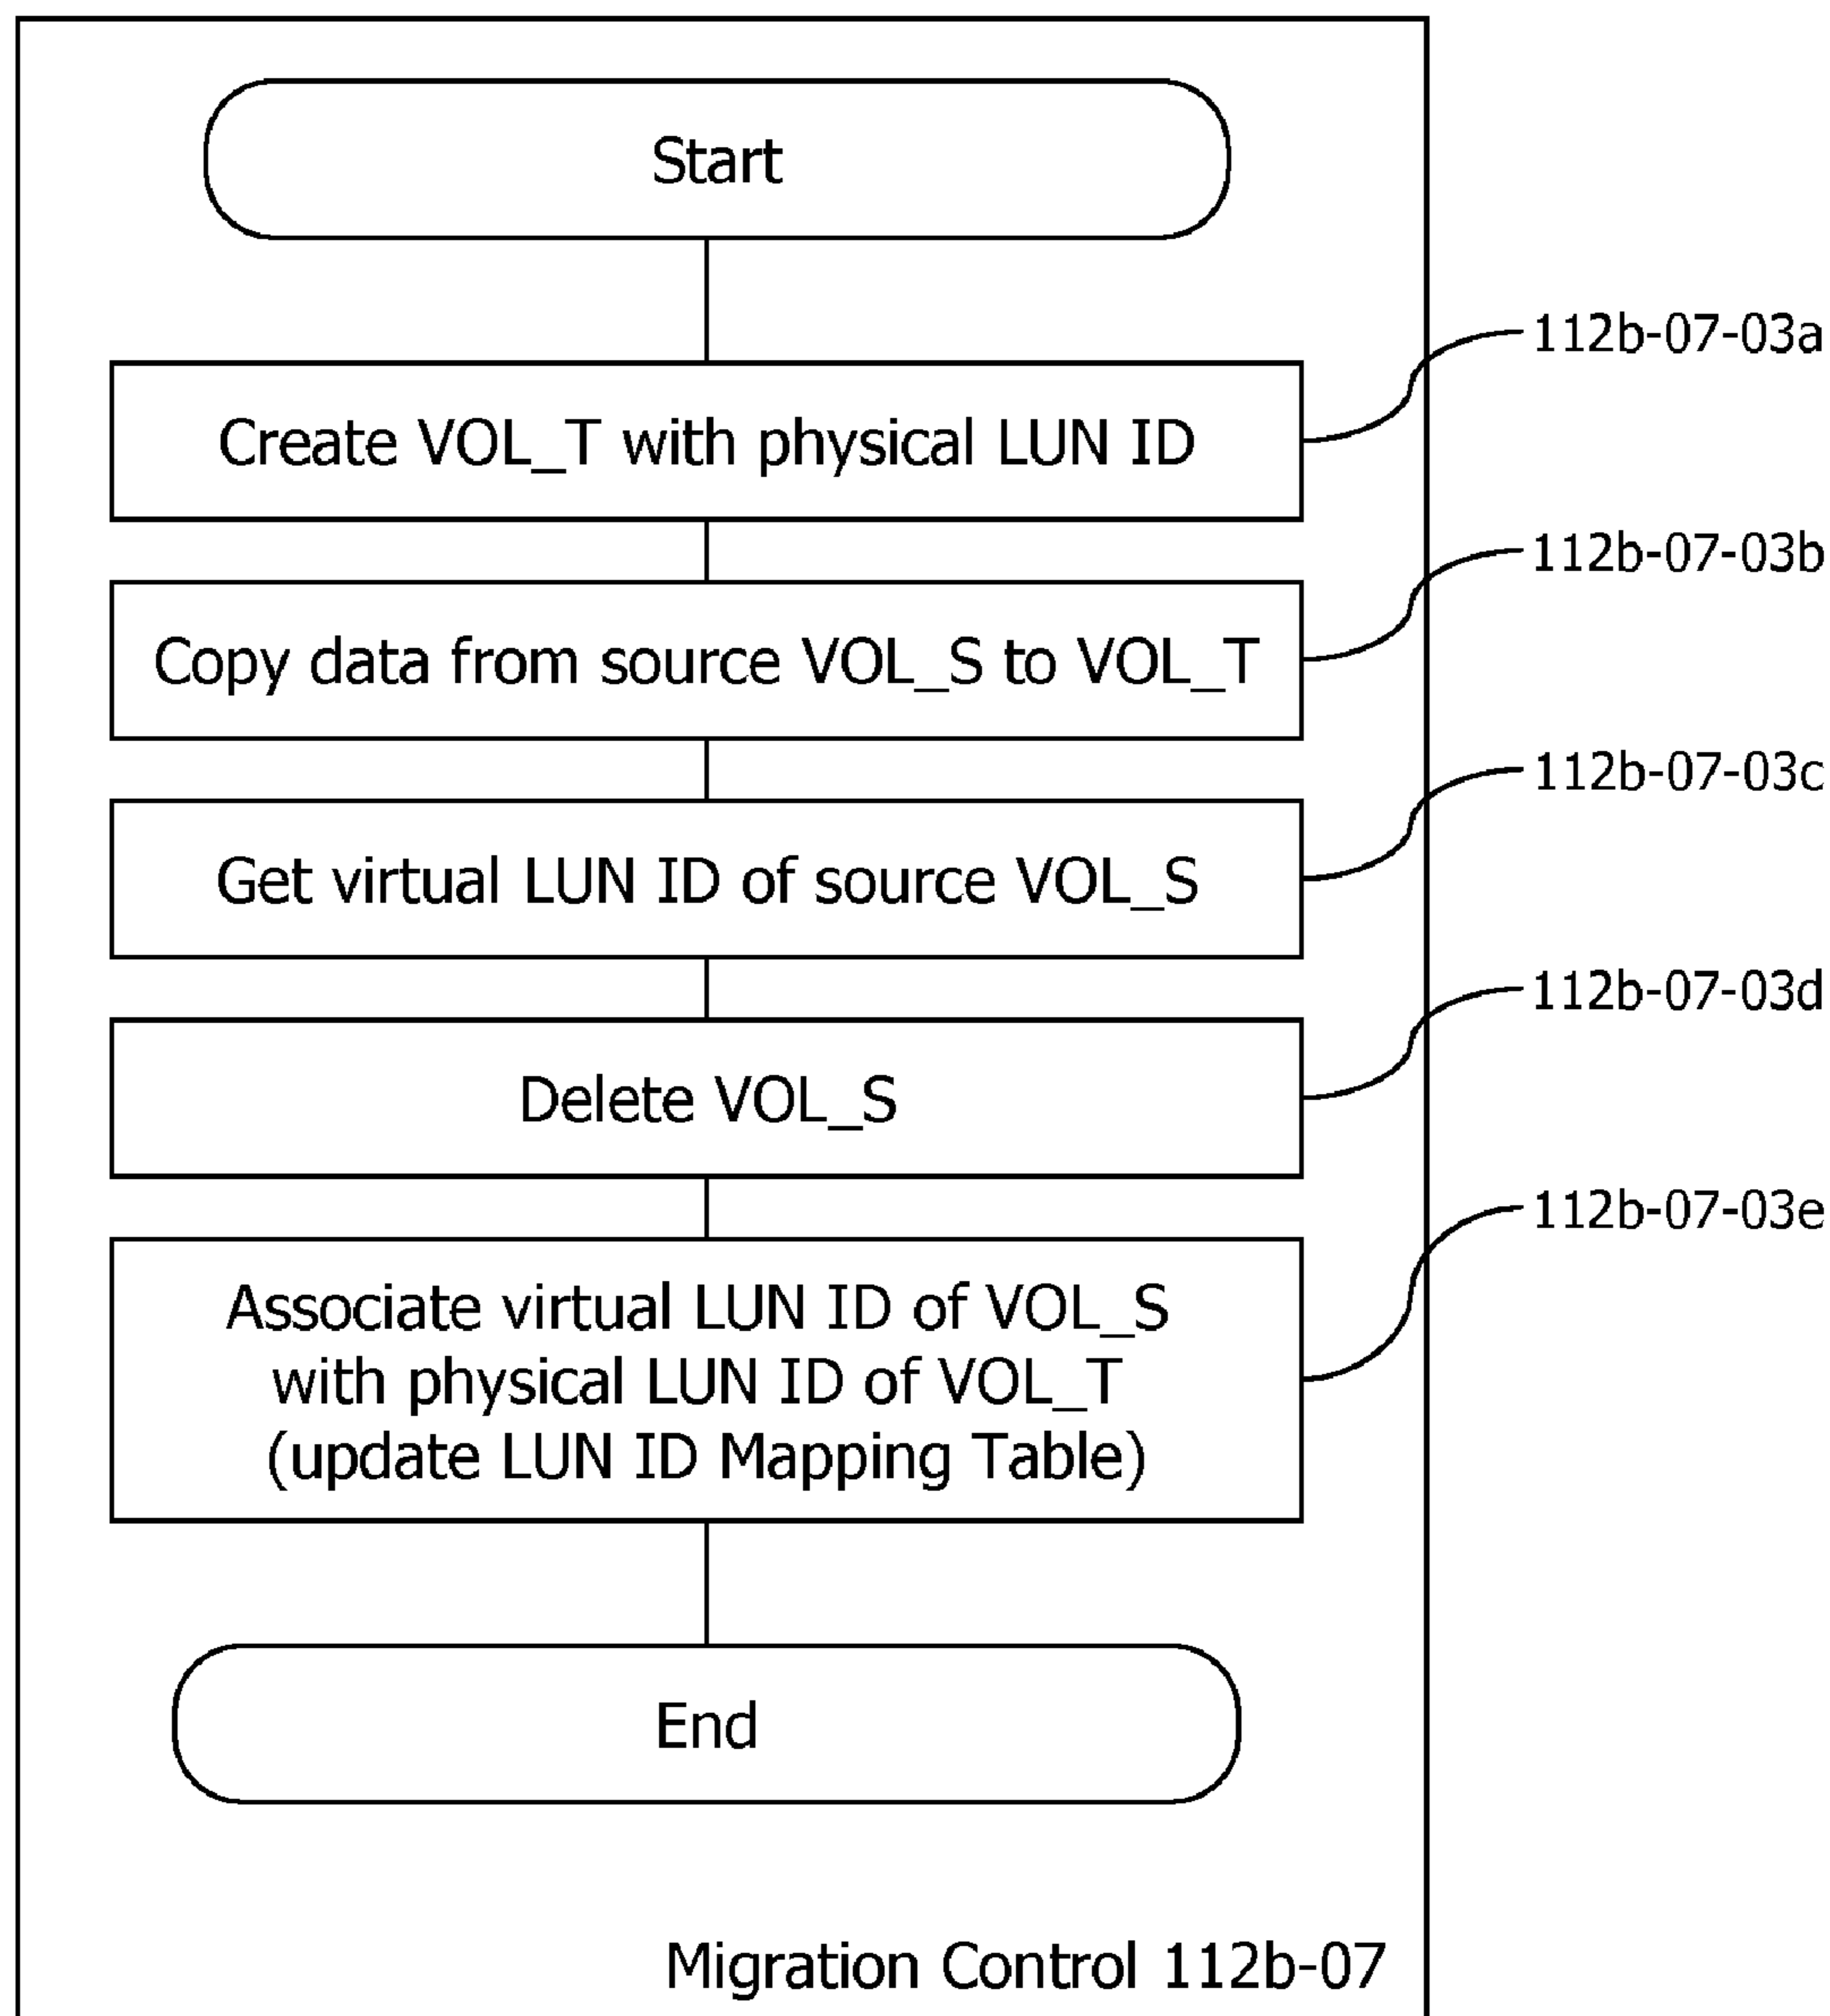 Start
112b-07-03a
Create VOL_T with physical LUN ID
112b-07-03b
Copy data from source VOL_S to VOL_T
112b-07-03c
Get virtual LUN ID of source VOL_S
112b-07-03d
Delete VOL_S
112b-07-03e
Associate virtual LUN ID of VOL_S
with physical LUN ID of VOL_T
(update LUN ID Mapping Table)
End
Migration Control 112b-07